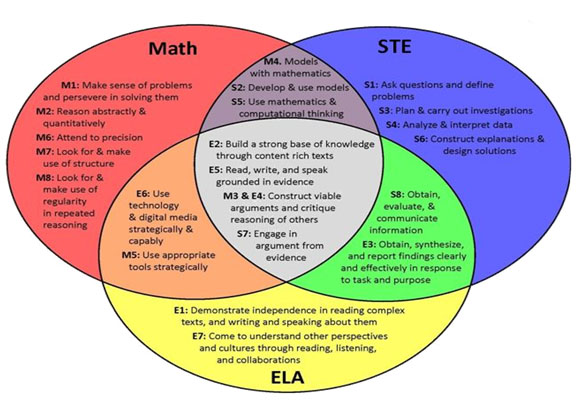 Math
STE
M4. Models
with mathematics
S2: Develop & use models
S5: Use mathematics &
computational thinking
M1: Make sense of problems
and persevere in solving them
M2: Reason abstractly &
quantitatively
M6: Attend to precision
M7: Look for & make
use of structure
M8: Look for &
make use of
regularity
in repeated
reasoning
S1: Ask questions and define
problems
S3: Plan & carry out investigations
S4: Analyze & interpret data
S6: Construct explanations &
design solutions
E2: Build a strong base of knowledge
through content rich texts
E5: Read, write, and speak
grounded in evidence
M3 & E4: Construct viable
arguments and critique
reasoning of others
S7: Engage in
argument from
evidence
E6: Use
technology
& digital media
strategically &
capably
M5: Use appropriate
tools strategically
S8: Obtain,
evaluate, &
communicate
information
E3: Obtain, synthesize,
and report findings clearly
and effectively in response
to task and purpose
E1: Demonstrate independence in reading complex
texts, and writing and speaking about them
E7: Come to understand other perspectives
and cultures through reading, listening,
and collaborations
ELA